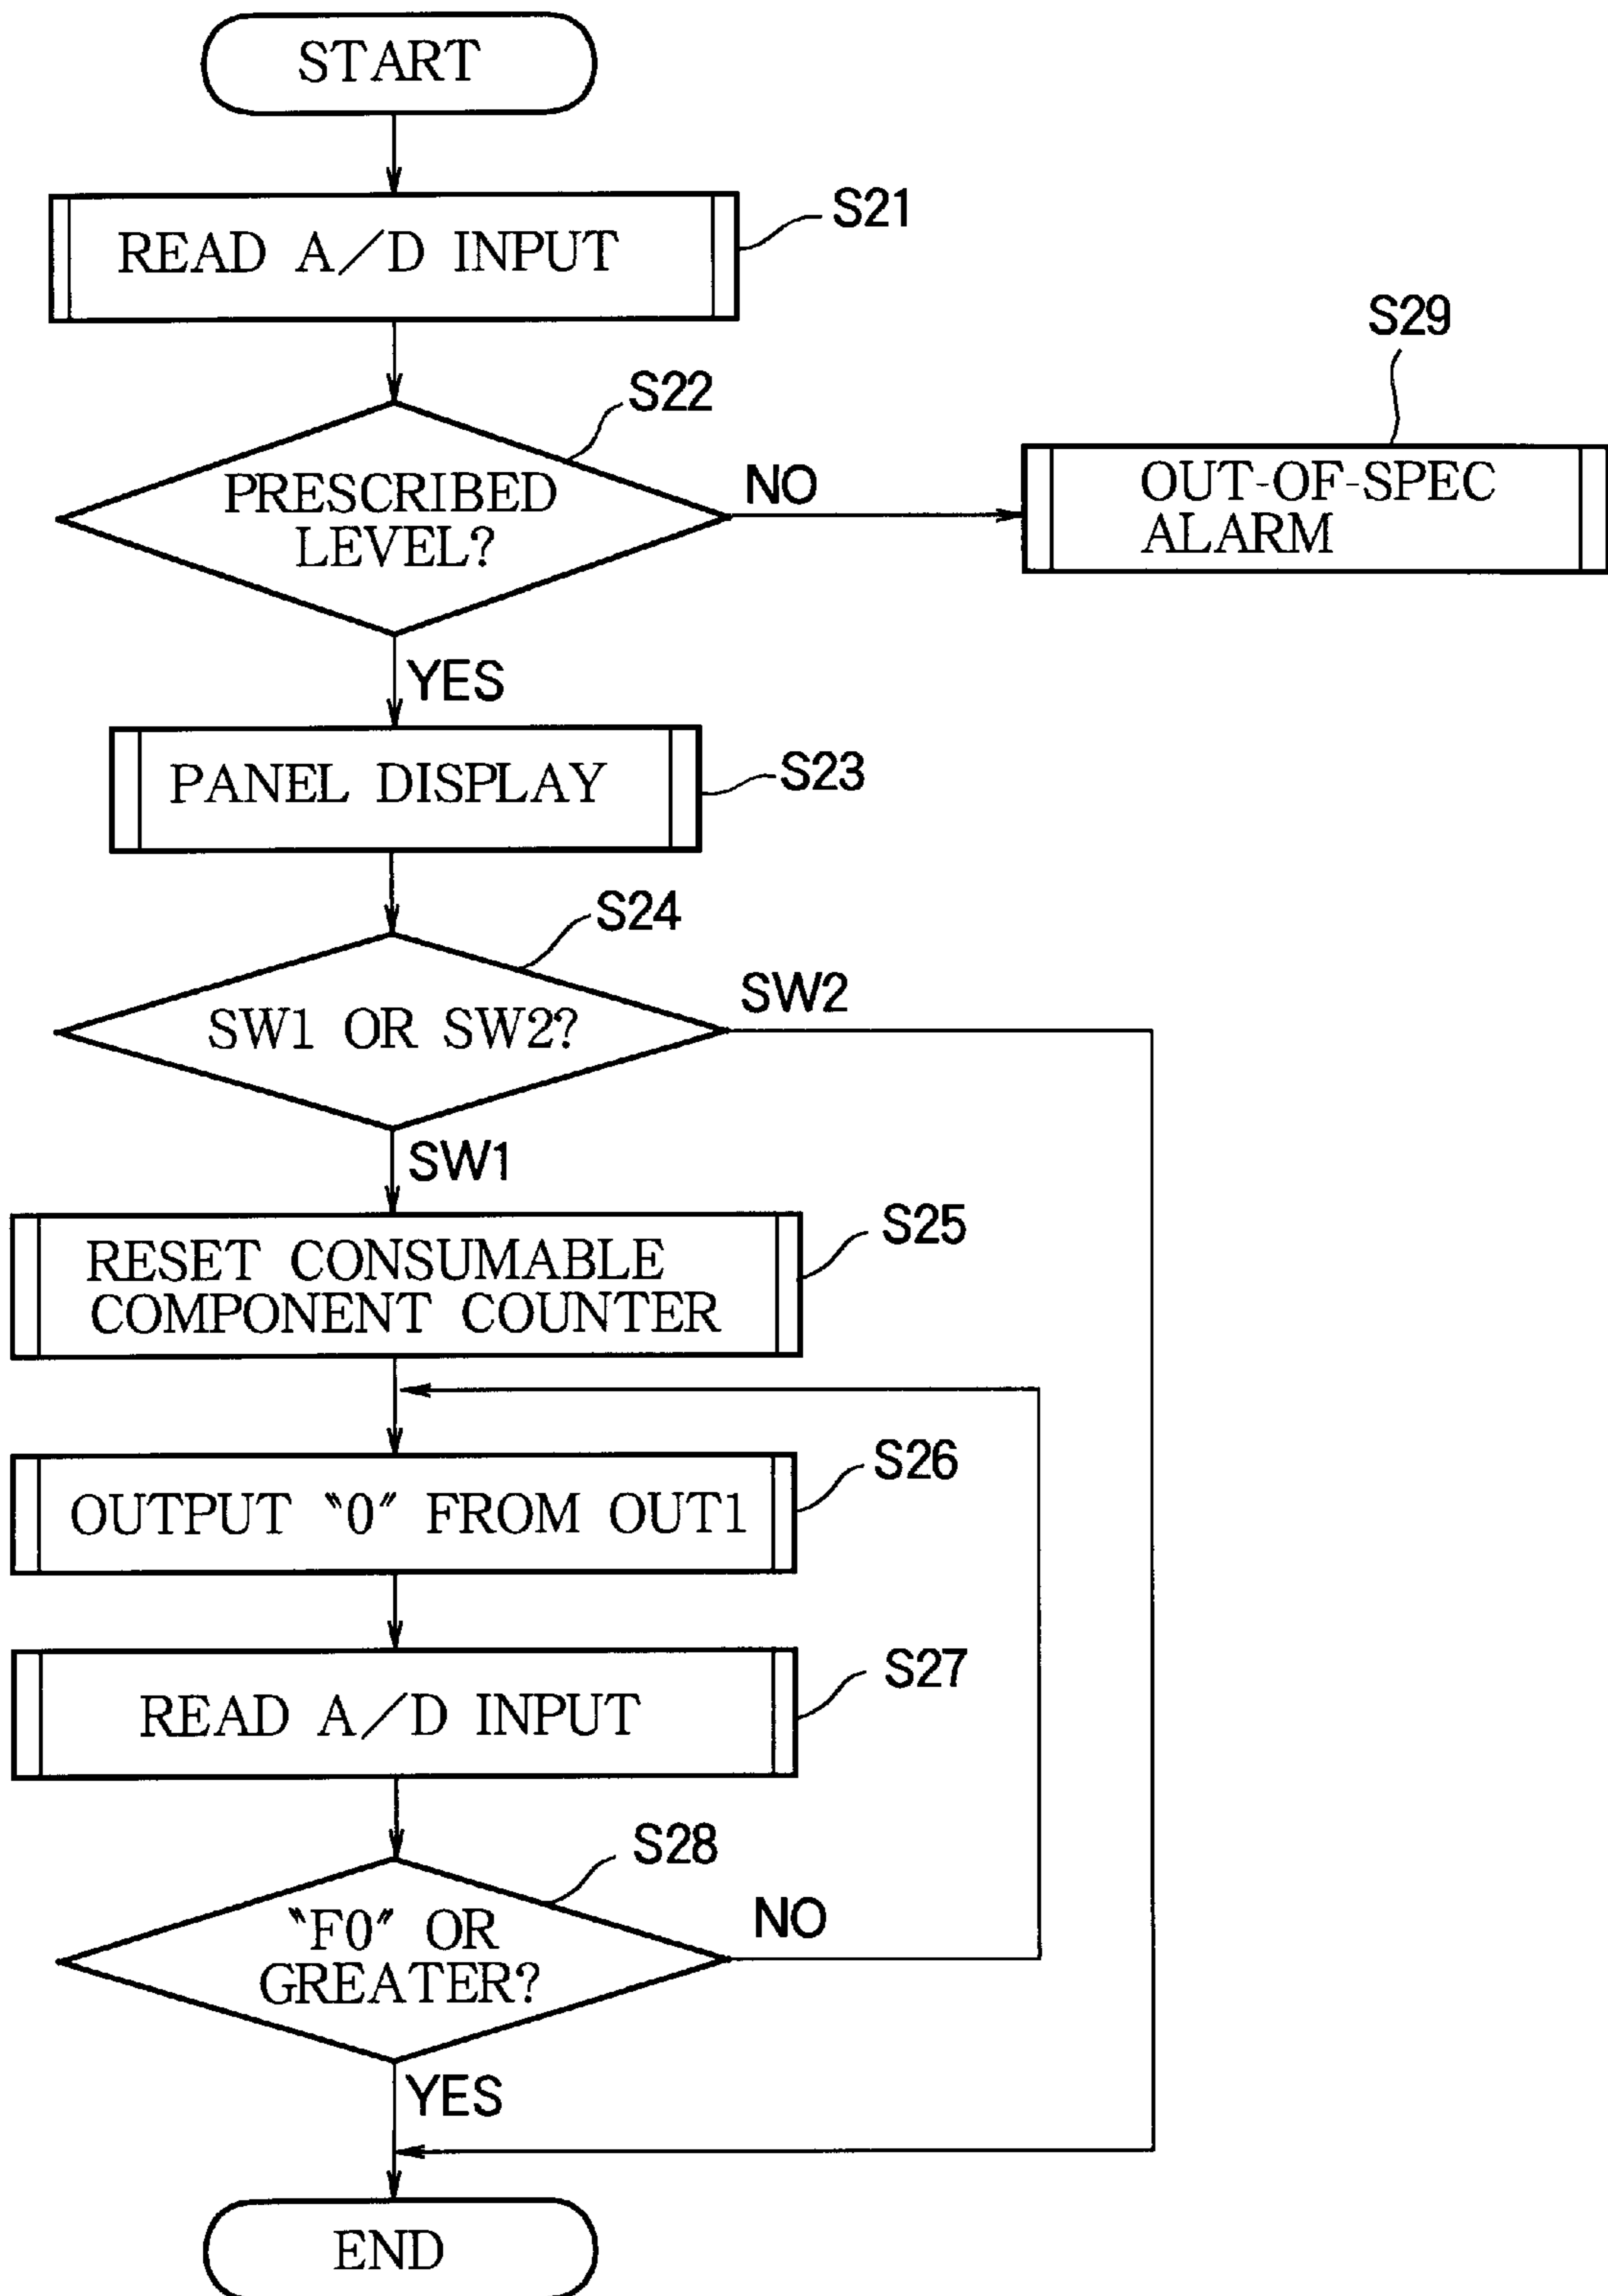 START
READ A/D INPUT
S21
S22
PRESCRIBED
LEVEL?
NO
S29
OUT-OF-SPEC
ALARM
YES
PANEL DISPLAY
S23
S24
SW1 OR SW2?
SW2
SW1
RESET CONSUMABLE
COMPONENT COUNTER
S25
OUTPUT "0" FROM OUT1
S26
READ A/D INPUT
S27
S28
"F0" OR
GREATER?
NO
YES
END